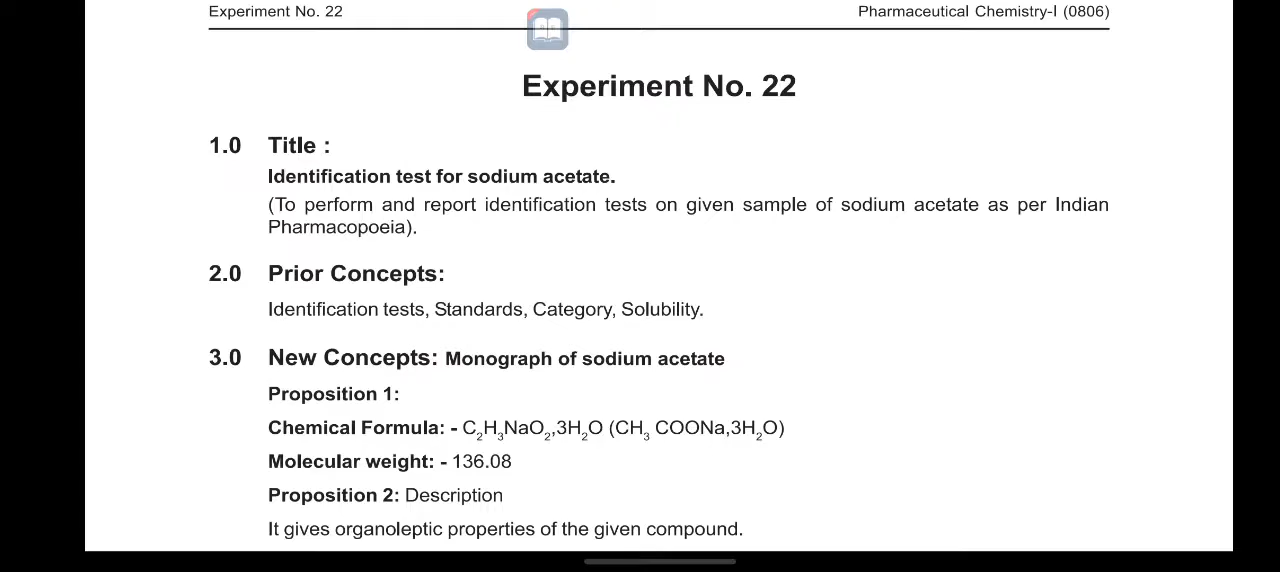 Experiment No. 22 Pharmaceutical Chemistry-I (0806)
Experiment No. 22
1.0 Title :
Identification test for sodium acetate.
(To perform and report identification tests on given sample of sodium acetate as per Indian
Pharmacopoeia).
2.0 Prior Concepts:
Identification tests, Standards, Category, Solubility.
3.0 New Concepts: Monograph of sodium acetate
Proposition 1:
Chemical Formula: - C₂H₃NaO₂,3H₂O (CH₃ COONa,3H₂O)
Molecular weight: - 136.08
Proposition 2: Description
It gives organoleptic properties of the given compound.